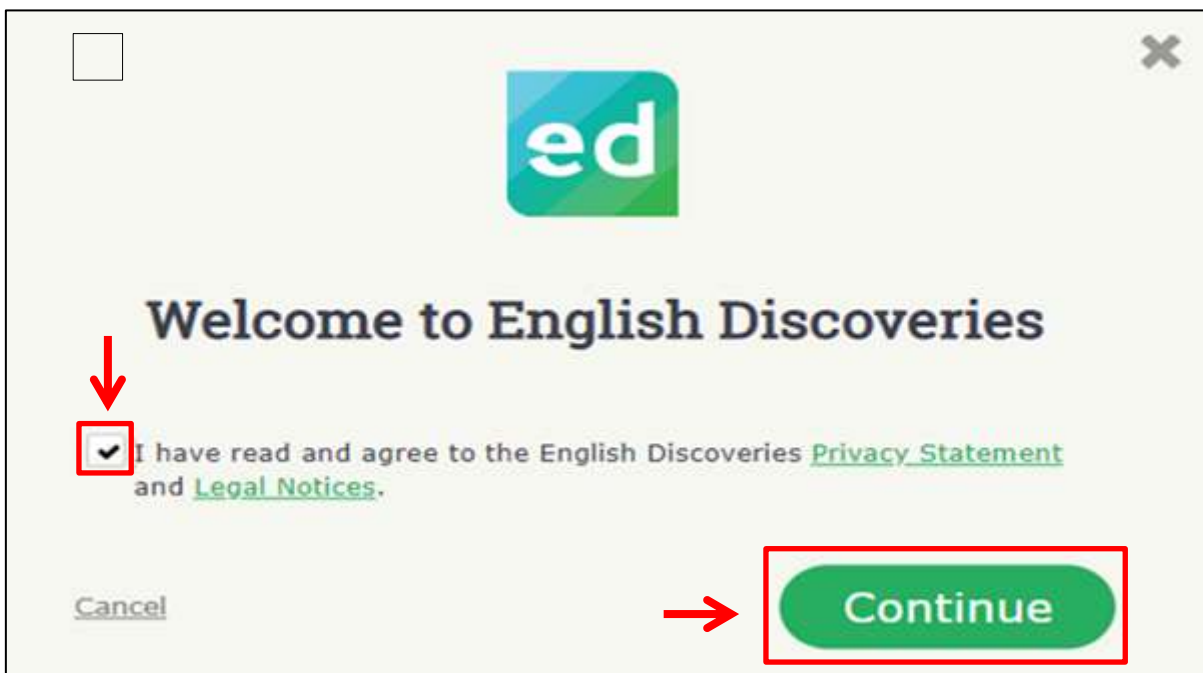 ed
Welcome to English Discoveries
I have read and agree to the English Discoveries Privacy Statement
and Legal Notices.
Cancel
Continue